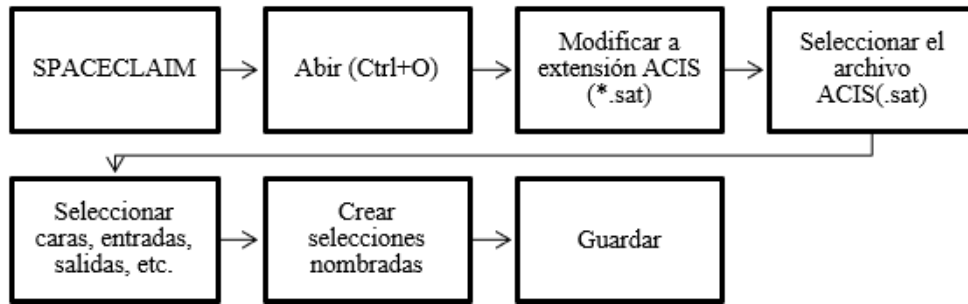 SPACECLAIM
Abir (Ctrl+O)
Modificar a
extensión ACIS
(*.sat)
Seleccionar el
archivo
ACIS(.sat)
Seleccionar
caras, entradas,
salidas, etc.
Crear
selecciones
nombradas
Guardar